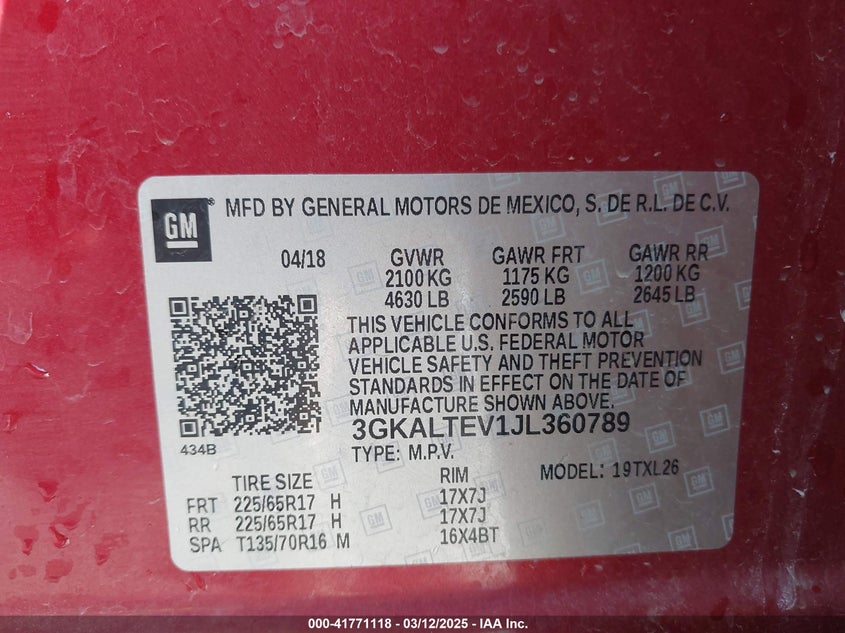 GM
MFD BY GENERAL MOTORS DE MEXICO, S. DE R.L. DE C.V.
04/18 GVWR GAWR FRT GAWR RR
2100 KG 1175 KG 1200 KG
4630 LB 2590 LB 2645 LB
THIS VEHICLE CONFORMS TO ALL
APPLICABLE U.S. FEDERAL MOTOR
VEHICLE SAFETY AND THEFT PREVENTION
STANDARDS IN EFFECT ON THE DATE OF
MANUFACTURE SHOWN ABOVE.
434B
3GKALTEV1JL360789
TYPE: M.P.V. MODEL: 19TXL26
TIRE SIZE RIM
FRT 225/65R17 H 17X7J
RR 225/65R17 H 17X7J
SPA T135/70R16 M 16X4BT
000-41771118 - 03/12/2025 - IAA Inc.